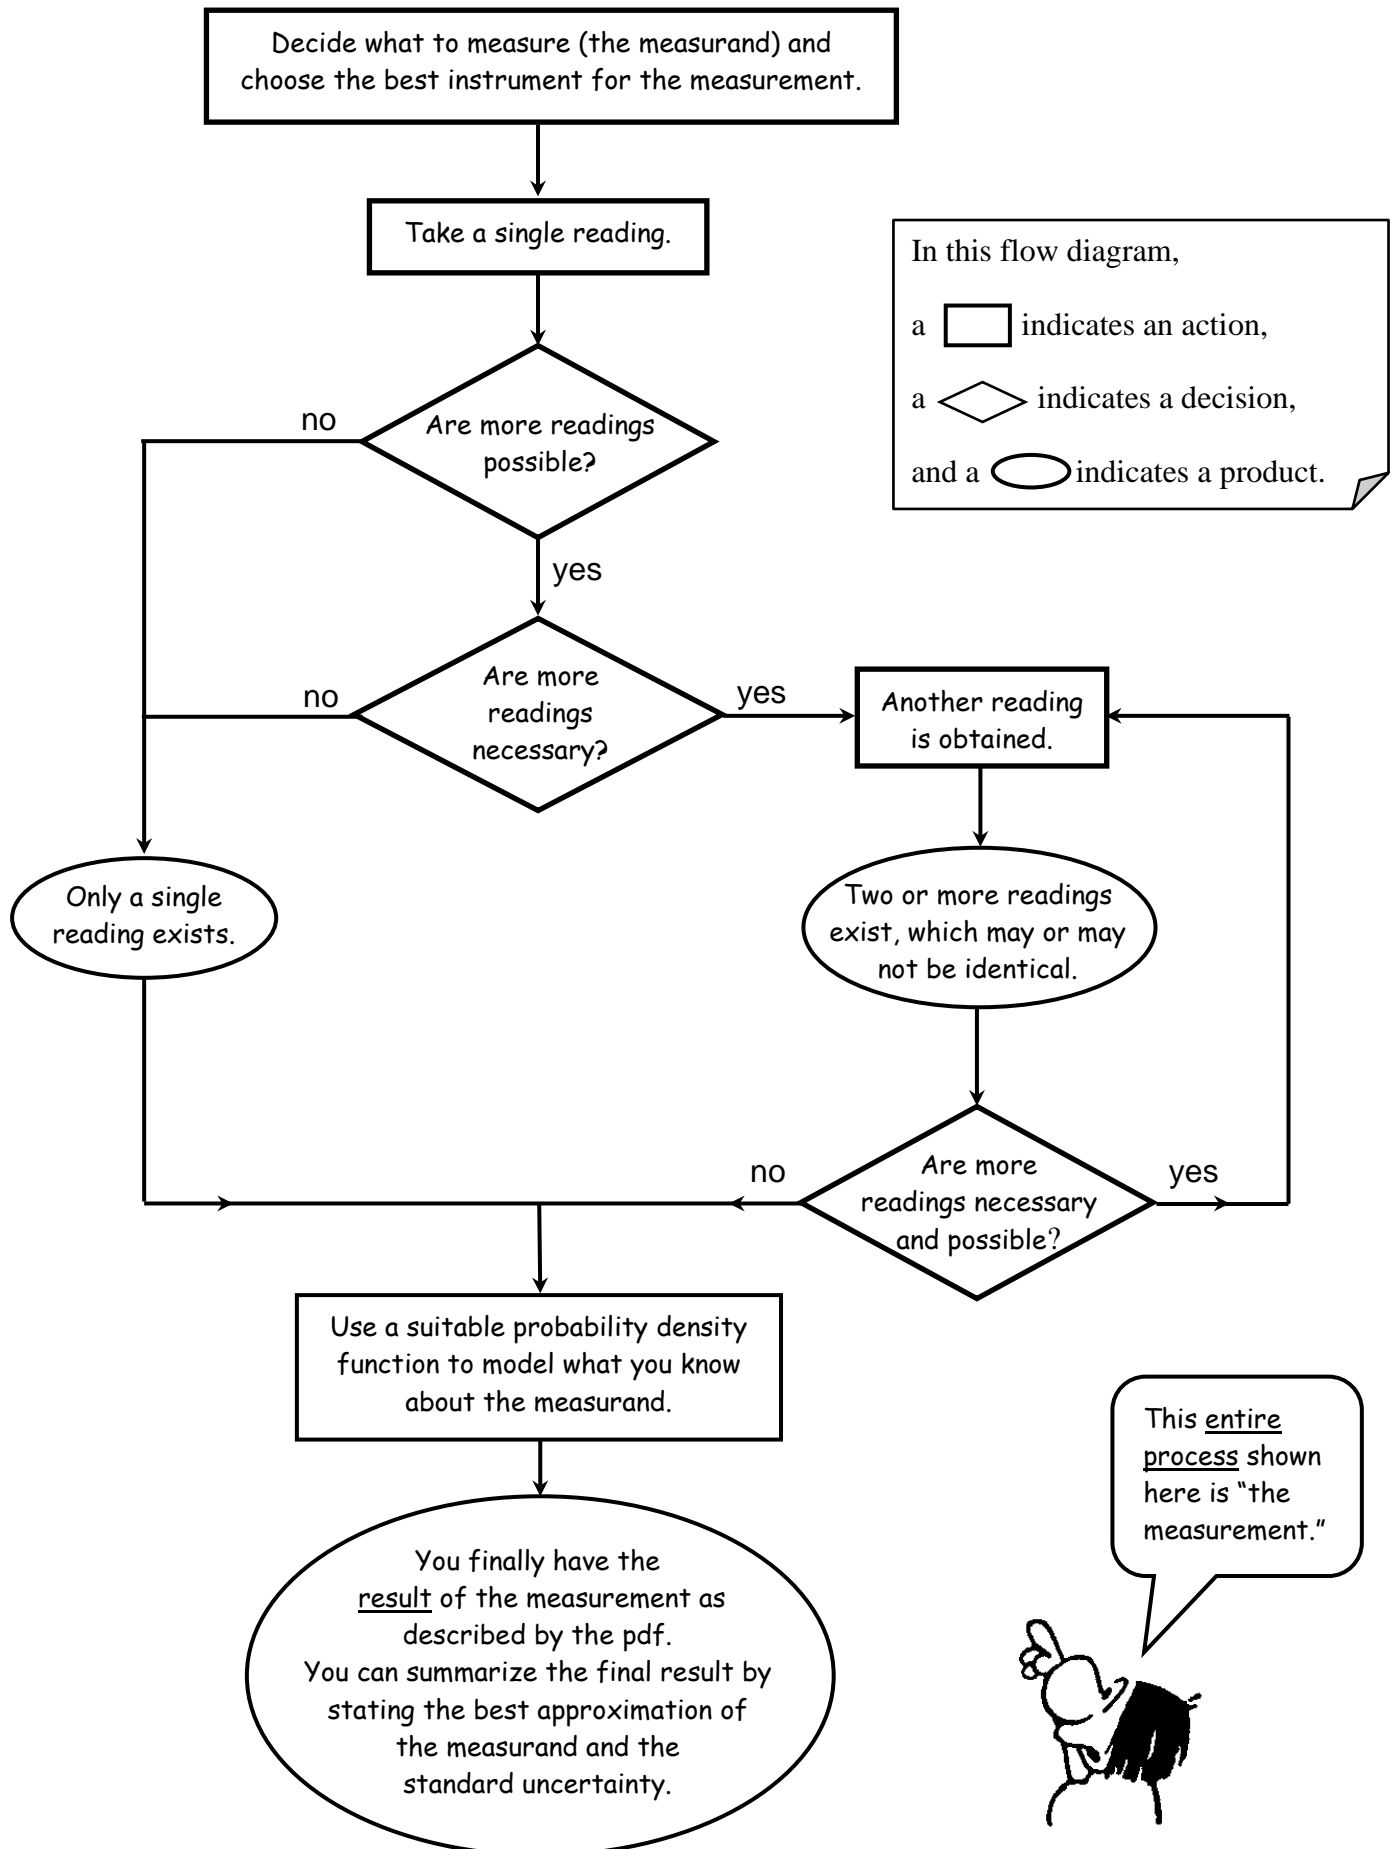 Decide what to measure (the measurand) and
choose the best instrument for the measurement.
Take a single reading.
In this flow diagram,
a indicates an action,
a indicates a decision,
and a indicates a product.
no
Are more readings
possible?
yes
no
Are more
readings
necessary?
yes
Another reading
is obtained.
Only a single
reading exists.
Two or more readings
exist, which may or may
not be identical.
no
Are more
readings necessary
and possible?
yes
Use a suitable probability density
function to model what you know
about the measurand.
This entire
process shown
here is “the
measurement.”
You finally have the
result of the measurement as
described by the pdf.
You can summarize the final result by
stating the best approximation of
the measurand and the
standard uncertainty.